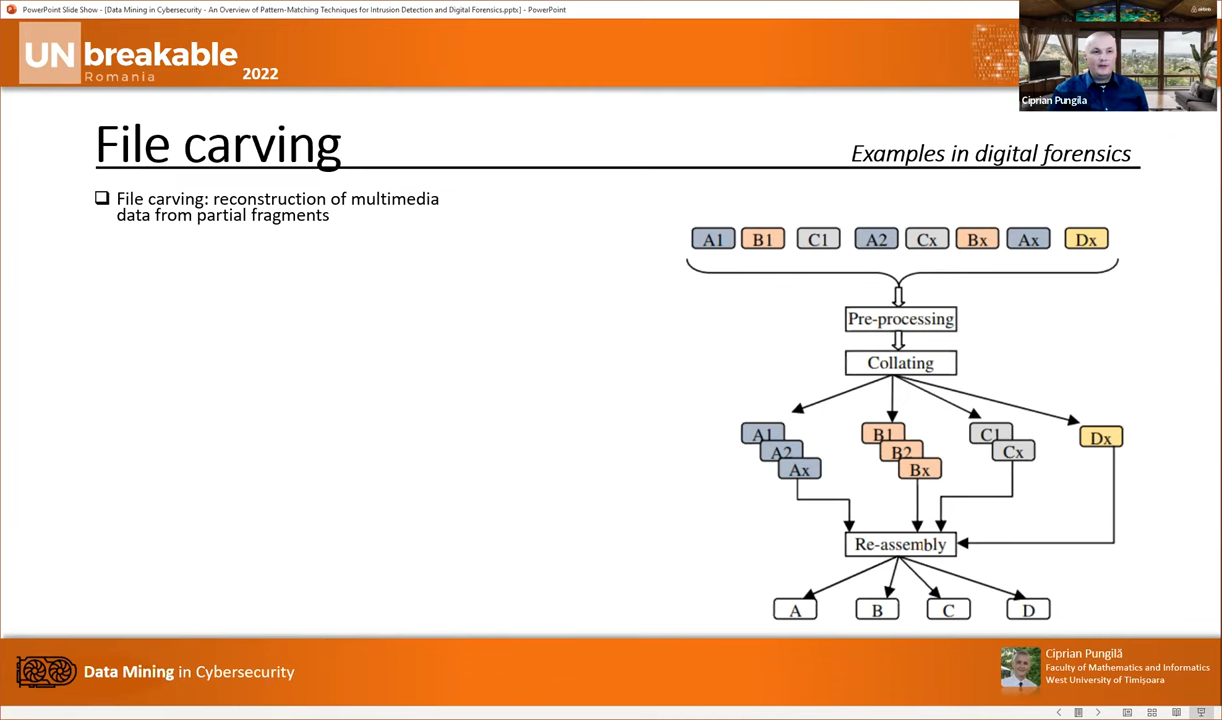 PowerPoint Slide Show - [Data Mining in Cybersecurity - An Overview of Pattern-Matching Techniques for Intrusion Detection and Digital Forensics.pptx] - PowerPoint
airbnb
UNbreakable
Romania
2022
Ciprian Pungila
File carving
Examples in digital forensics
File carving: reconstruction of multimedia
data from partial fragments
A1 B1 C1 A2 Cx Bx Ax Dx
Pre-processing
Collating
A1 B1 C1 Dx
A2 B2 Cx
Ax Bx
Re-assembly
A B C D
Data Mining in Cybersecurity
Ciprian Pungilă
Faculty of Mathematics and Informatics
West University of Timișoara